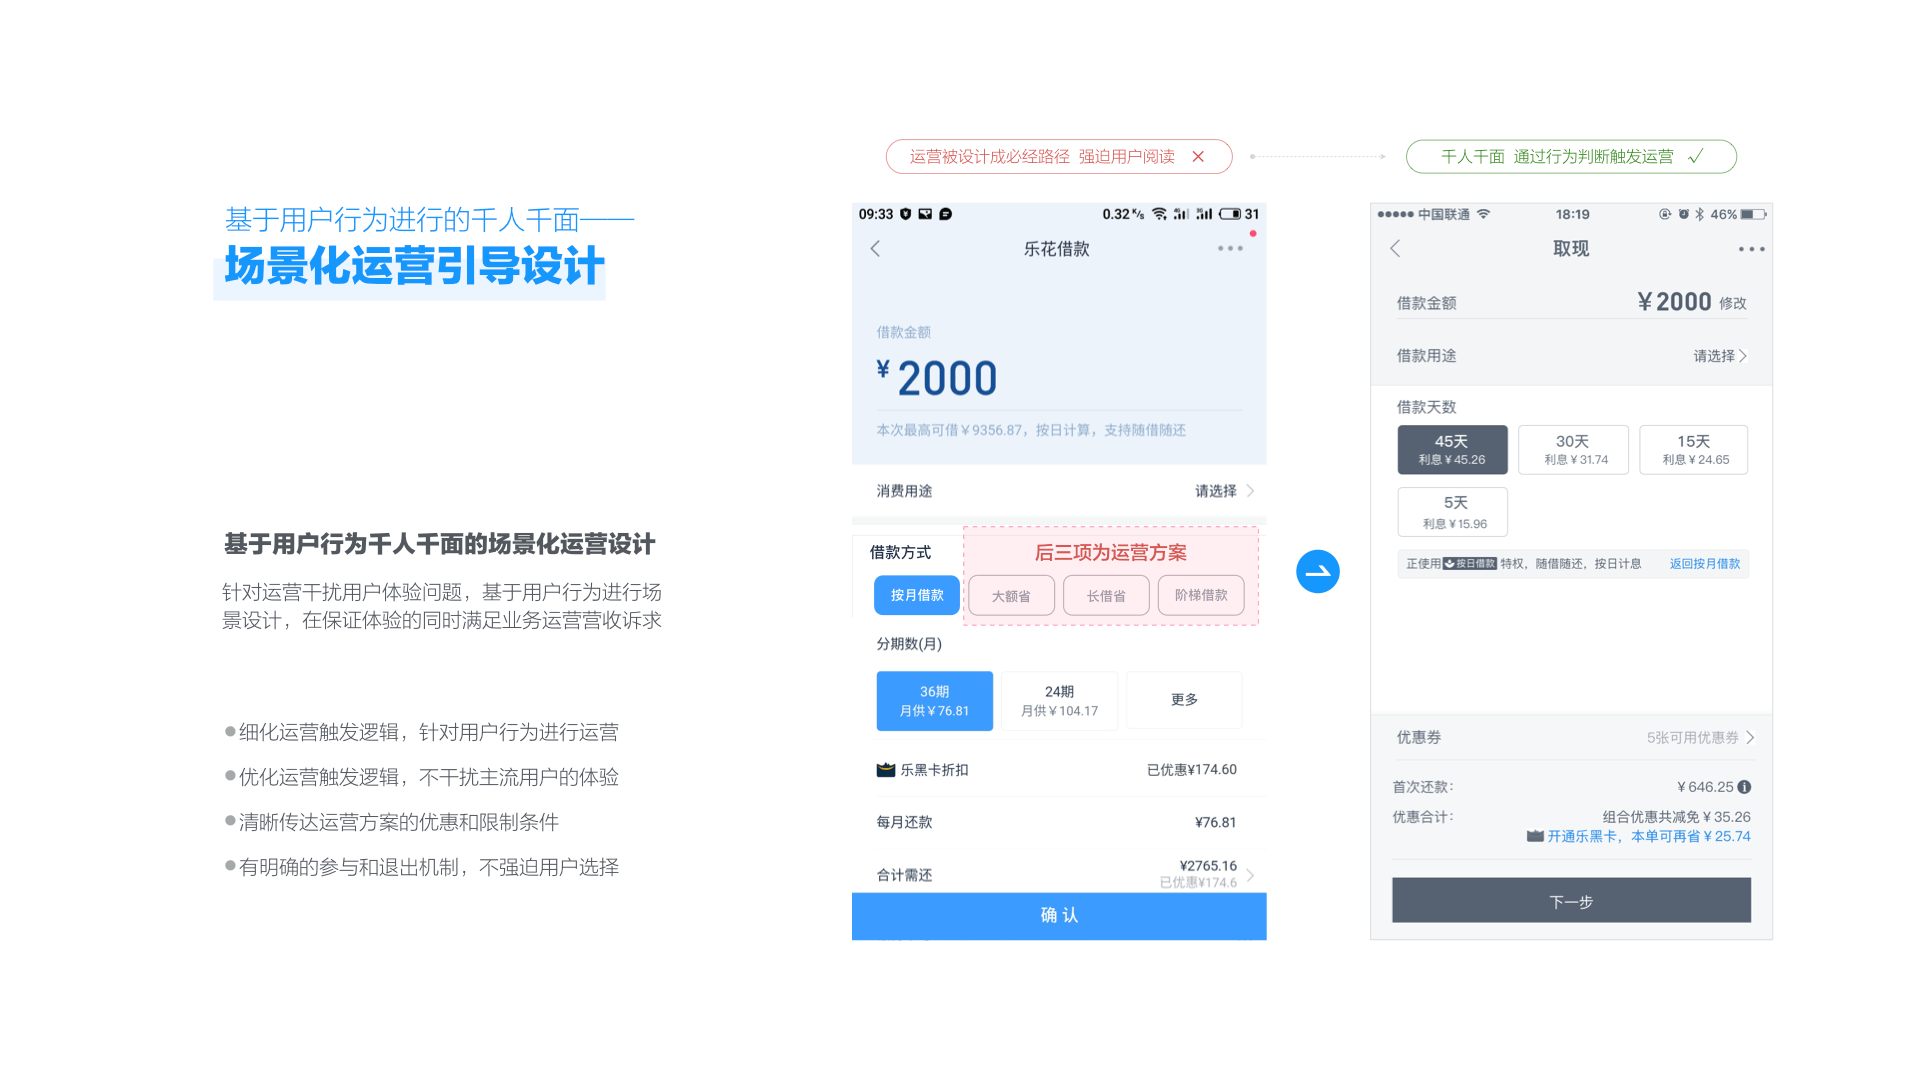 基于用户行为进行的千人千面——
场景化运营引导设计
基于用户行为千人千面的场景化运营设计
针对运营干扰用户体验问题，基于用户行为进行场
景设计，在保证体验的同时满足业务运营营收诉求
细化运营触发逻辑，针对用户行为进行运营
优化运营触发逻辑，不干扰主流用户的体验
清晰传达运营方案的优惠和限制条件
有明确的参与和退出机制，不强迫用户选择
运营被设计成必经路径 强迫用户阅读
09:33 0.32 K/s 4G 3G 31
乐花借款
借款金额
¥ 2000
本次最高可借￥9356.87，按日计算，支持随借随还
消费用途 请选择
借款方式 后三项为运营方案
按月借款 大额省 长借省 阶梯借款
分期数(月)
36期 24期 更多
月供￥76.81 月供￥104.17
乐黑卡折扣 已优惠¥174.60
每月还款 ¥76.81
合计需还 ¥2765.16
已优惠¥174.6
确认
千人千面 通过行为判断触发运营
中国联通 18:19 46%
取现
借款金额 ￥2000 修改
借款用途 请选择
借款天数
45天 30天 15天
利息￥45.26 利息￥31.74 利息￥24.65
5天
利息￥15.96
正使用 按日借款 特权，随借随还，按日计息 返回按月借款
优惠券 5张可用优惠券
首次还款： ￥646.25
优惠合计： 组合优惠共减免￥35.26
开通乐黑卡，本单可再省￥25.74
下一步